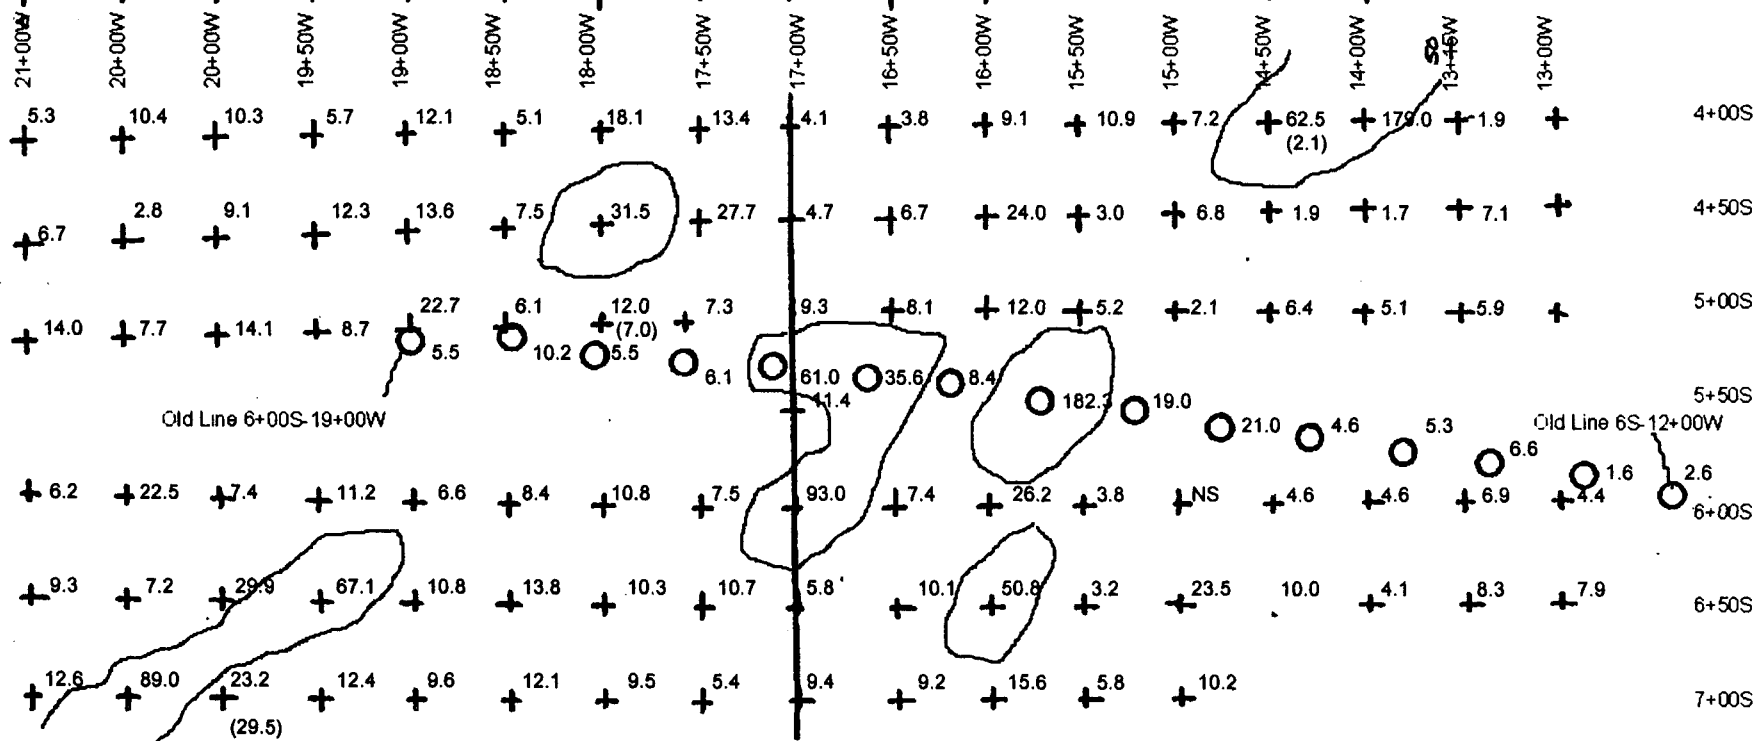 21+00W 20+00W 20+00W 19+50W 19+00W 18+50W 18+00W 17+50W 17+00W 16+50W 16+00W 15+50W 15+00W 14+50W 14+00W 13+45W 50 13+00W
5.3 10.4 10.3 5.7 12.1 5.1 18.1 13.4 4.1 3.8 9.1 10.9 7.2 62.5 179.0 1.9 4+00S
(2.1)
6.7 2.8 9.1 12.3 13.6 7.5 31.5 27.7 4.7 6.7 24.0 3.0 6.8 1.9 1.7 7.1 4+50S
14.0 7.7 14.1 8.7 22.7 6.1 12.0 7.3 9.3 8.1 12.0 5.2 2.1 6.4 5.1 5.9 5+00S
(7.0)
5.5 10.2 5.5 6.1 61.0 35.6 8.4 182.3 19.0 21.0 4.6 5.3 6.6 1.6 2.6
11.4 5+50S
Old Line 6+00S-19+00W
Old Line 6S-12+00W
6.2 22.5 7.4 11.2 6.6 8.4 10.8 7.5 93.0 7.4 26.2 3.8 NS 4.6 4.6 6.9 4.4 6+00S
9.3 7.2 29.9 67.1 10.8 13.8 10.3 10.7 5.8 10.1 50.8 3.2 23.5 10.0 4.1 8.3 7.9 6+50S
12.6 89.0 23.2 12.4 9.6 12.1 9.5 5.4 9.4 9.2 15.6 5.8 10.2 7+00S
(29.5)